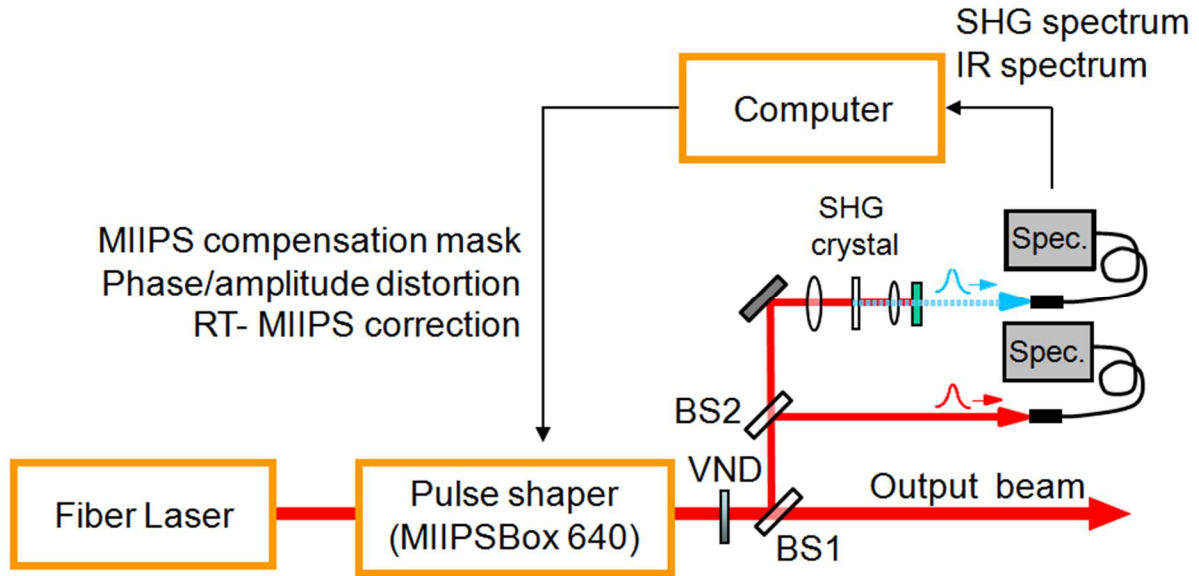 SHG spectrum
IR spectrum
Computer
MIIPS compensation mask
Phase/amplitude distortion
RT- MIIPS correction
SHG
crystal
Spec.
Spec.
BS2
VND
Fiber Laser
Pulse shaper
(MIIPSBox 640)
BS1
Output beam